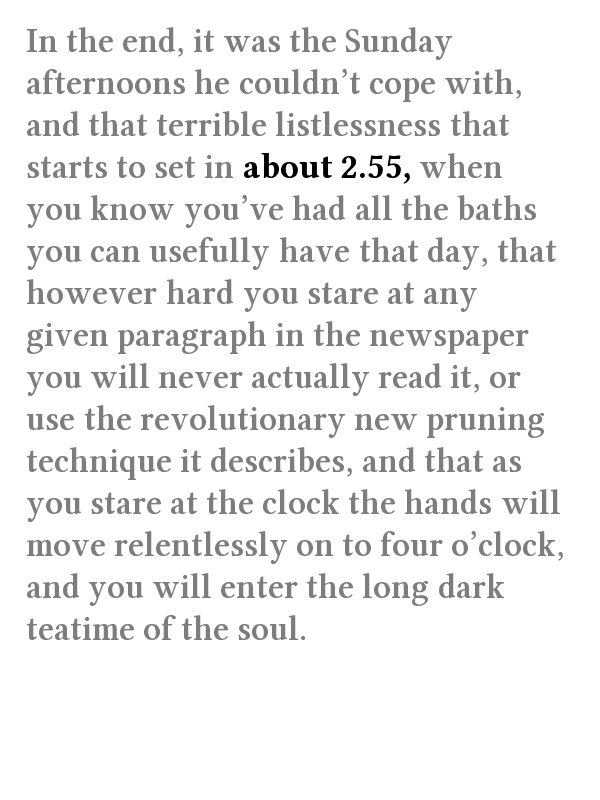 In the end, it was the Sunday
afternoons he couldn’t cope with,
and that terrible listlessness that
starts to set in about 2.55, when
you know you’ve had all the baths
you can usefully have that day, that
however hard you stare at any
given paragraph in the newspaper
you will never actually read it, or
use the revolutionary new pruning
technique it describes, and that as
you stare at the clock the hands will
move relentlessly on to four o’clock,
and you will enter the long dark
teatime of the soul.